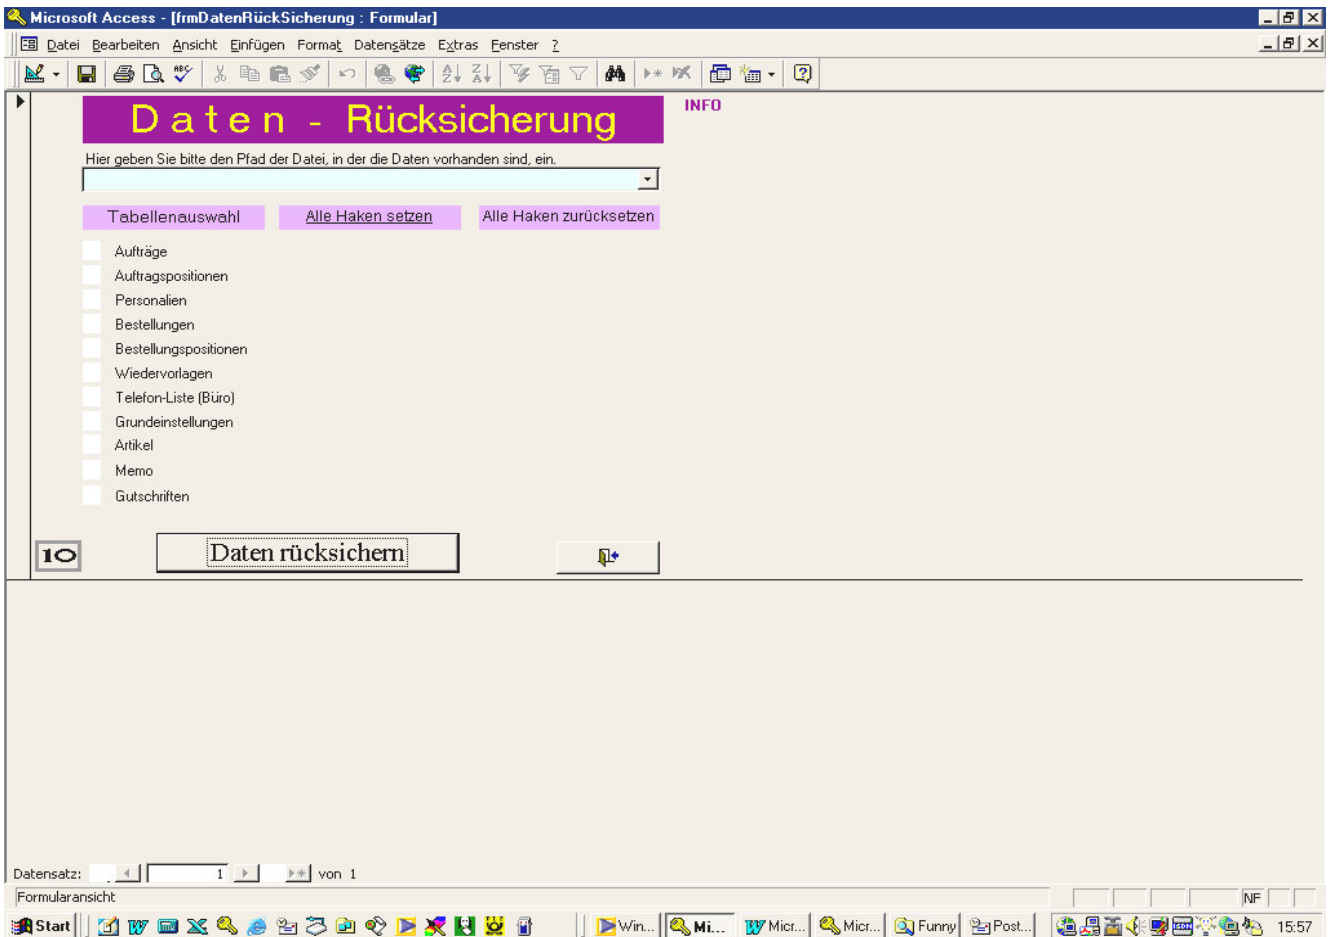 Microsoft Access - [frmDatenRückSicherung : Formular]
Datei Bearbeiten Ansicht Einfügen Format Datensätze Extras Fenster ?
Daten - Rücksicherung
INFO
Hier geben Sie bitte den Pfad der Datei, in der die Daten vorhanden sind, ein.
Tabellenauswahl Alle Haken setzen Alle Haken zurücksetzen
Aufträge
Auftragspositionen
Personalien
Bestellungen
Bestellungspositionen
Wiedervorlagen
Telefon-Liste (Büro)
Grundeinstellungen
Artikel
Memo
Gutschriften
10 Daten rücksichern
Datensatz: 1 von 1
Formularansicht NF
Start Win... Mi... Micr... Micr... Funny Post... 15:57